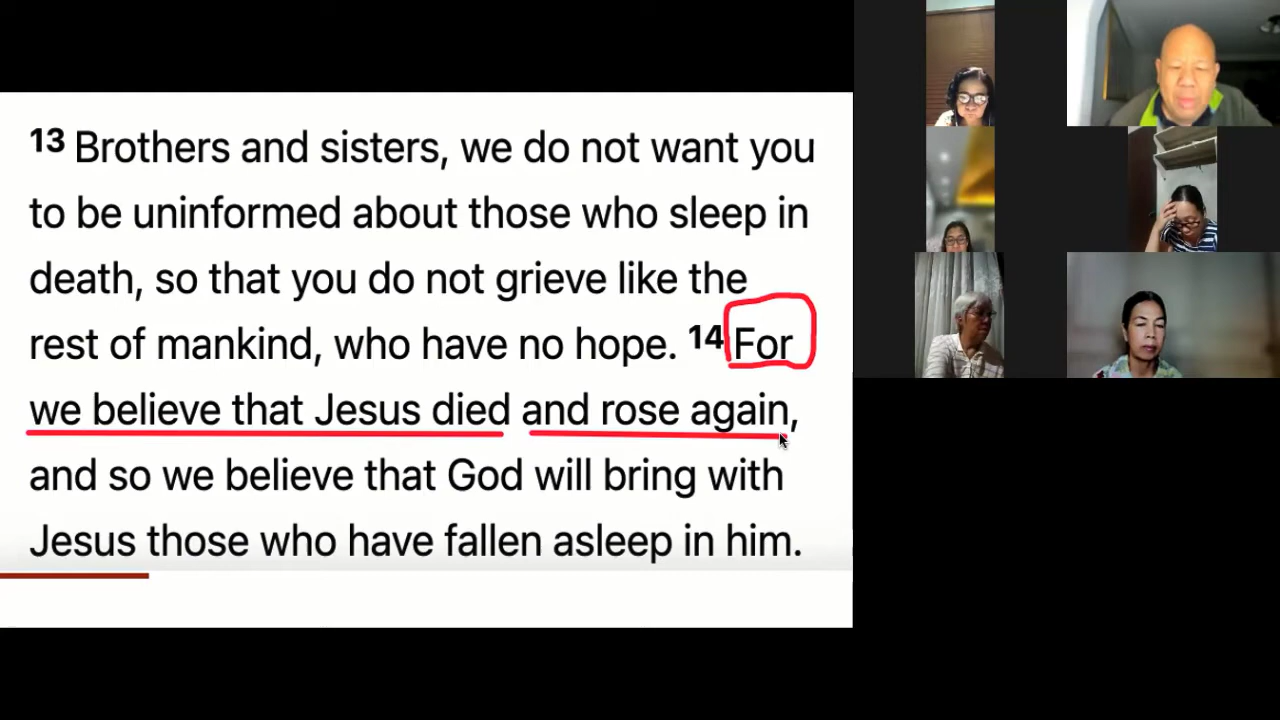 13 Brothers and sisters, we do not want you
to be uninformed about those who sleep in
death, so that you do not grieve like the
rest of mankind, who have no hope. 14 For
we believe that Jesus died and rose again,
and so we believe that God will bring with
Jesus those who have fallen asleep in him.